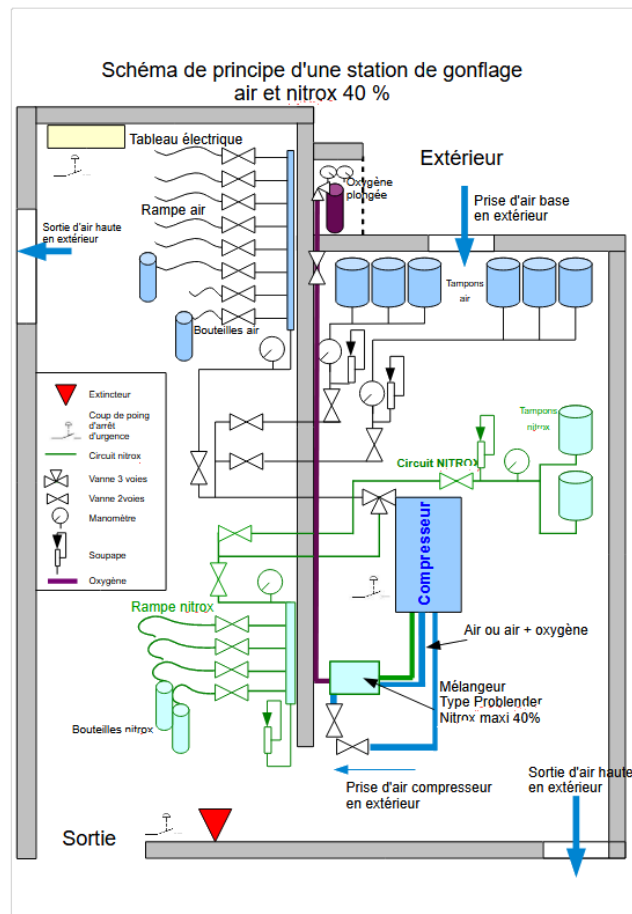 Schéma de principe d'une station de gonflage
air et nitrox 40 %
Tableau électrique
Extérieur
Oxygène
plongée
Prise d'air base
en extérieur
Rampe air
Sortie d'air haute
en extérieur
Tampons
air
Bouteilles air
Extincteur
Coup de poing
d'arrêt
d'urgence
Circuit nitrox
Vanne 3 voies
Vanne 2voies
Manomètre
Soupape
Oxygène
Tampons
nitrox
Circuit NITROX
Compresseur
Rampe nitrox
Air ou air + oxygène
Mélangeur
Type Problender
Nitrox maxi 40%
Bouteilles nitrox
Prise d'air compresseur
en extérieur
Sortie d'air haute
en extérieur
Sortie